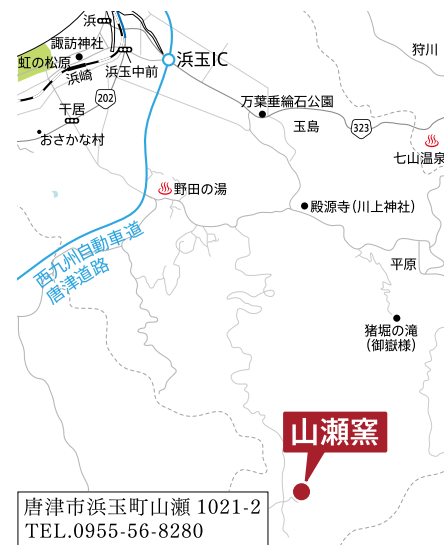 浜
諏訪神社
虹の松原
浜崎
浜玉中前
浜玉IC
狩川
202
干居
おさかな村
万葉垂綸石公園
玉島
323
七山温泉
野田の湯
殿源寺(川上神社)
西九州自動車道
唐津道路
平原
猪堀の滝
(御嶽様)
山瀬窯
唐津市浜玉町山瀬 1021-2
TEL.0955-56-8280